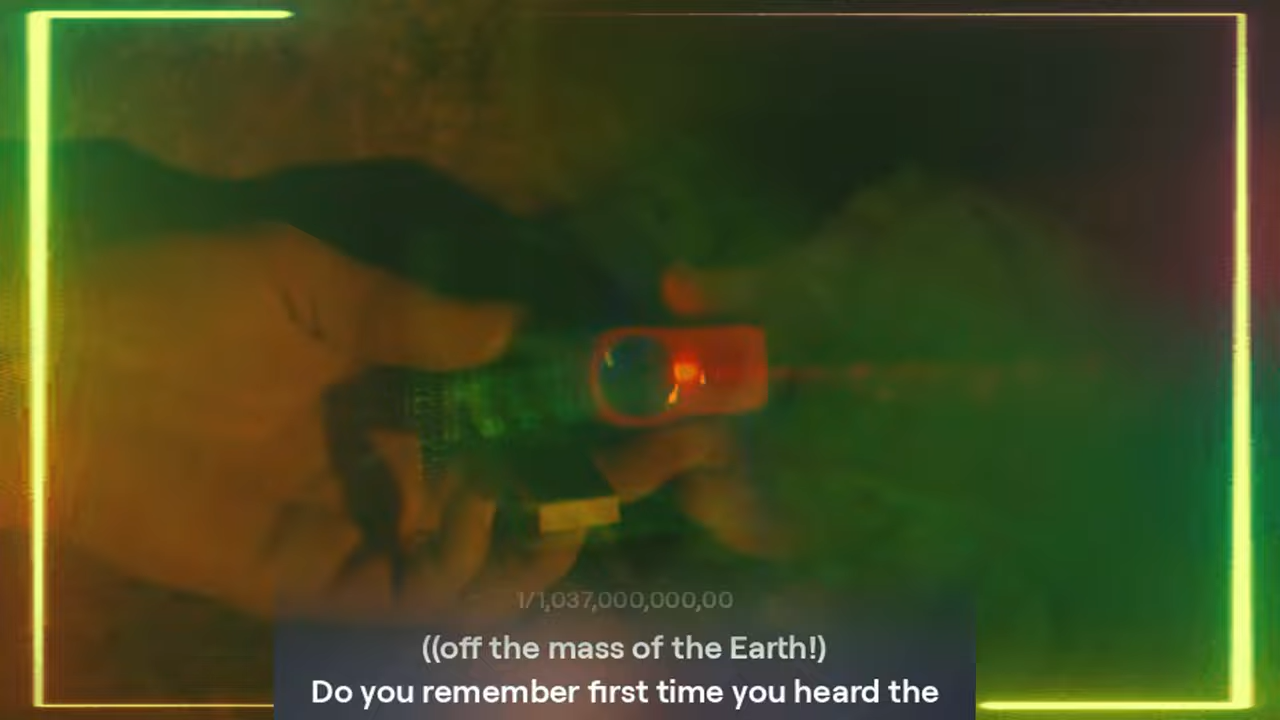 1/1,037,000,000,00
((off the mass of the Earth!)
Do you remember first time you heard the